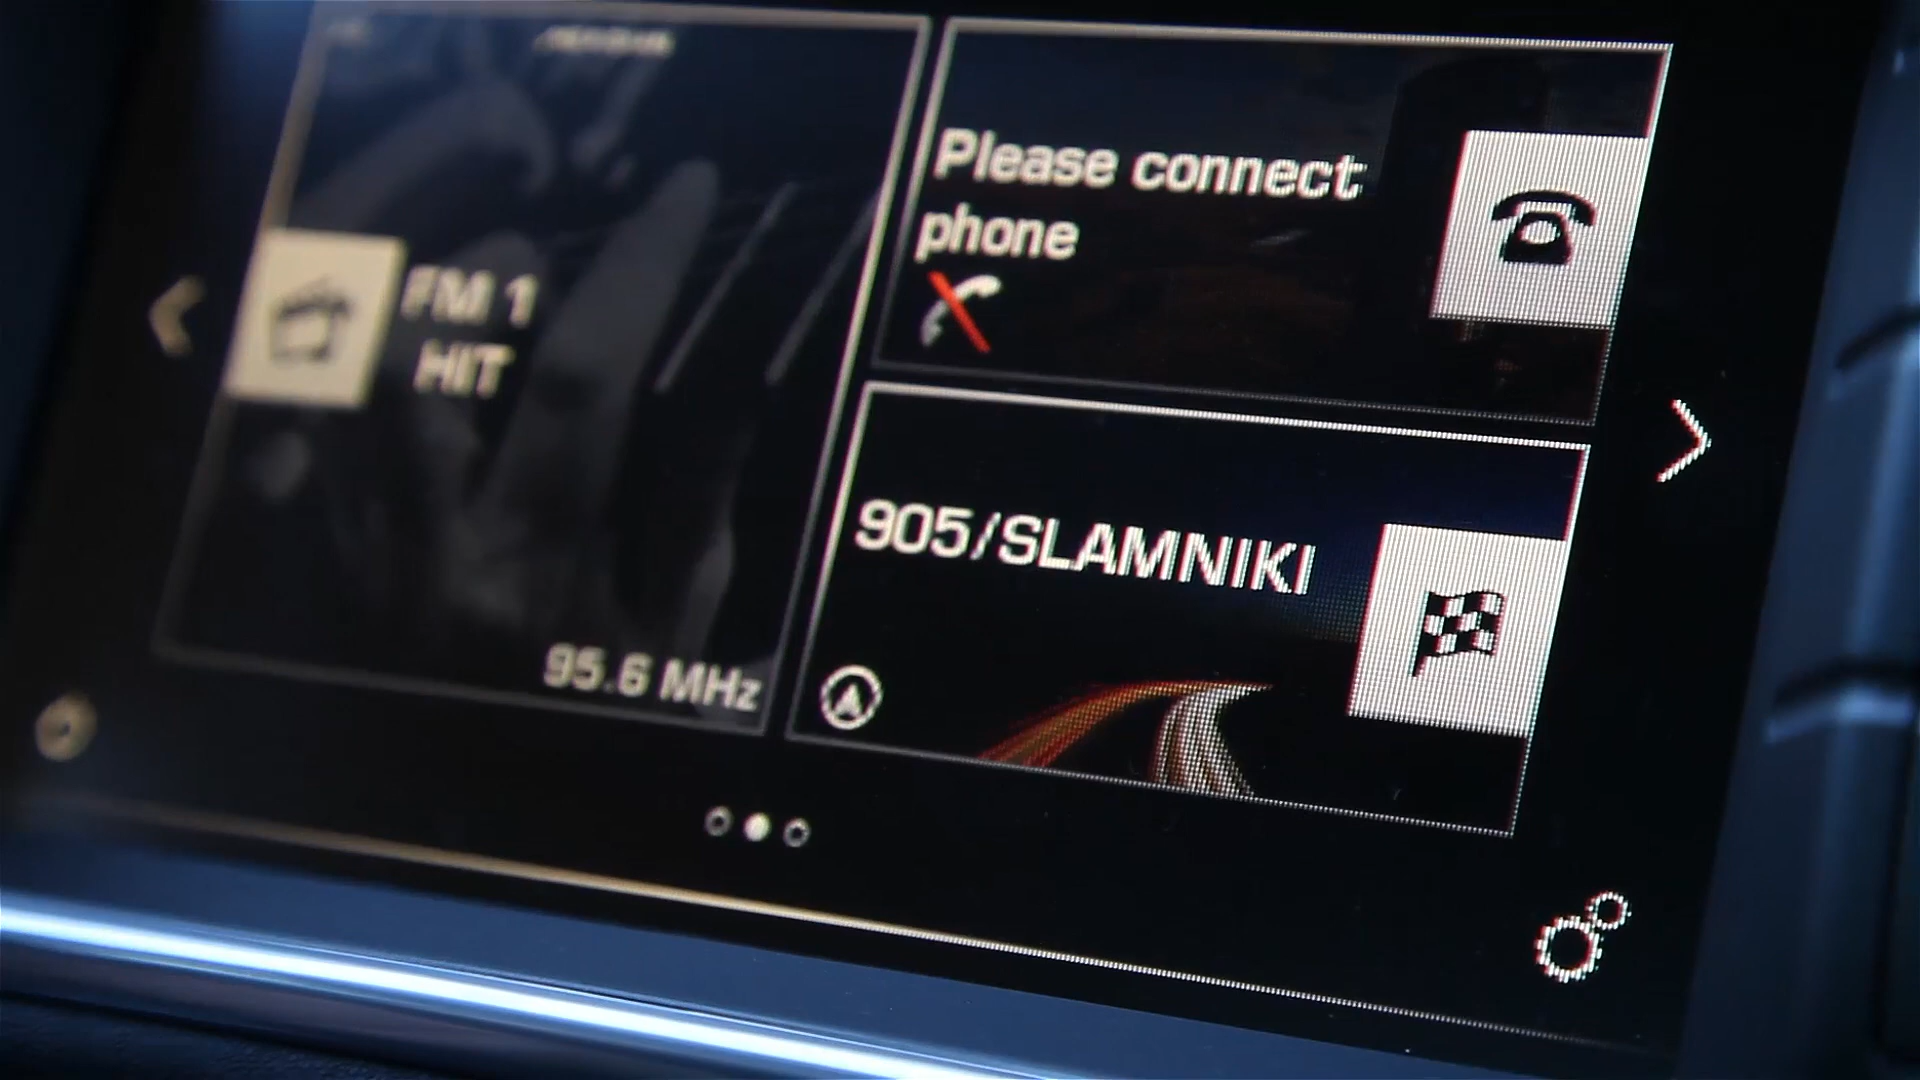 FM 1
HIT
95.6 MHz
Please connect
phone
905/SLAMNIKI